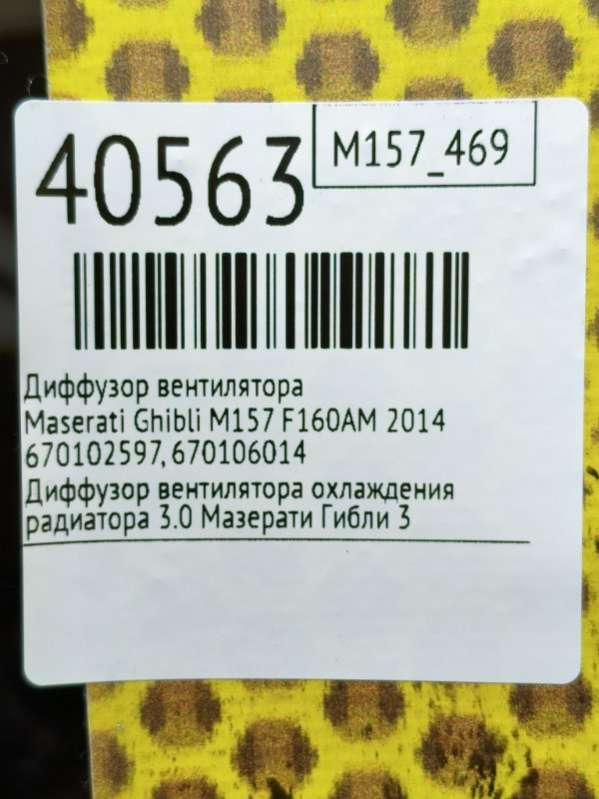 40563
M157_469
Диффузор вентилятора
Maserati Ghibli M157 F160AM 2014
670102597, 670106014
Диффузор вентилятора охлаждения
радиатора 3.0 Мазерати Гибли 3